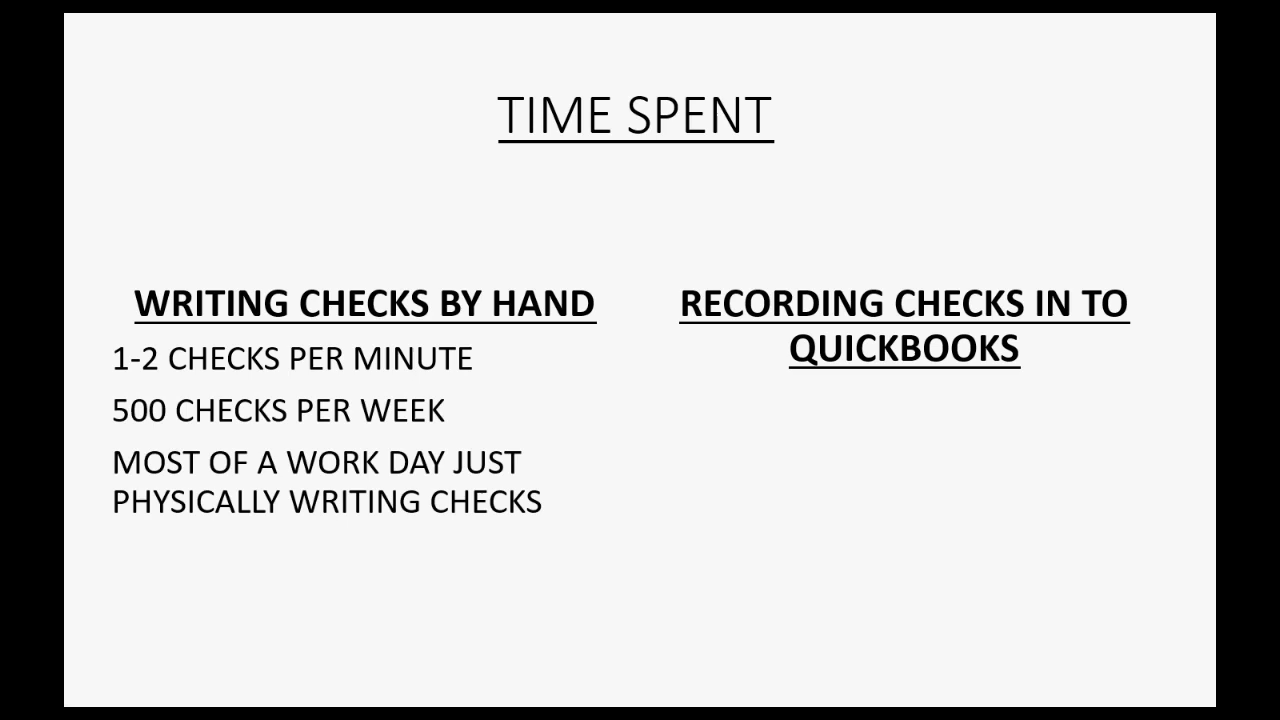 TIME SPENT
WRITING CHECKS BY HAND
1-2 CHECKS PER MINUTE
500 CHECKS PER WEEK
MOST OF A WORK DAY JUST
PHYSICALLY WRITING CHECKS
RECORDING CHECKS IN TO
QUICKBOOKS